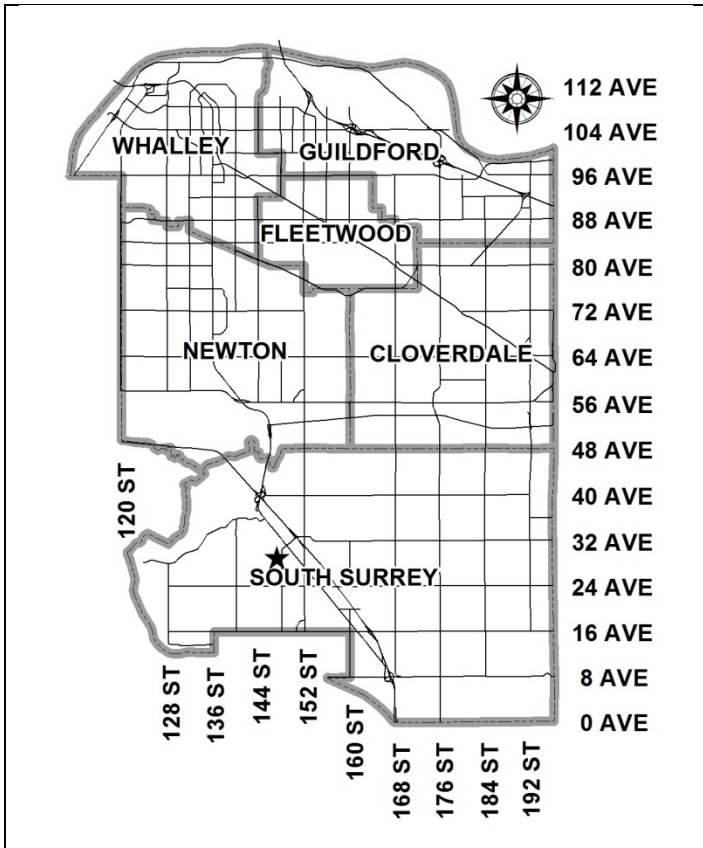 112 AVE
104 AVE
WHALLEY
GUILDFORD
96 AVE
88 AVE
FLEETWOOD
80 AVE
72 AVE
NEWTON
CLOVERDALE
64 AVE
56 AVE
48 AVE
120 ST
40 AVE
32 AVE
SOUTH SURREY
24 AVE
16 AVE
128 ST
136 ST
144 ST
152 ST
160 ST
8 AVE
0 AVE
168 ST
176 ST
184 ST
192 ST